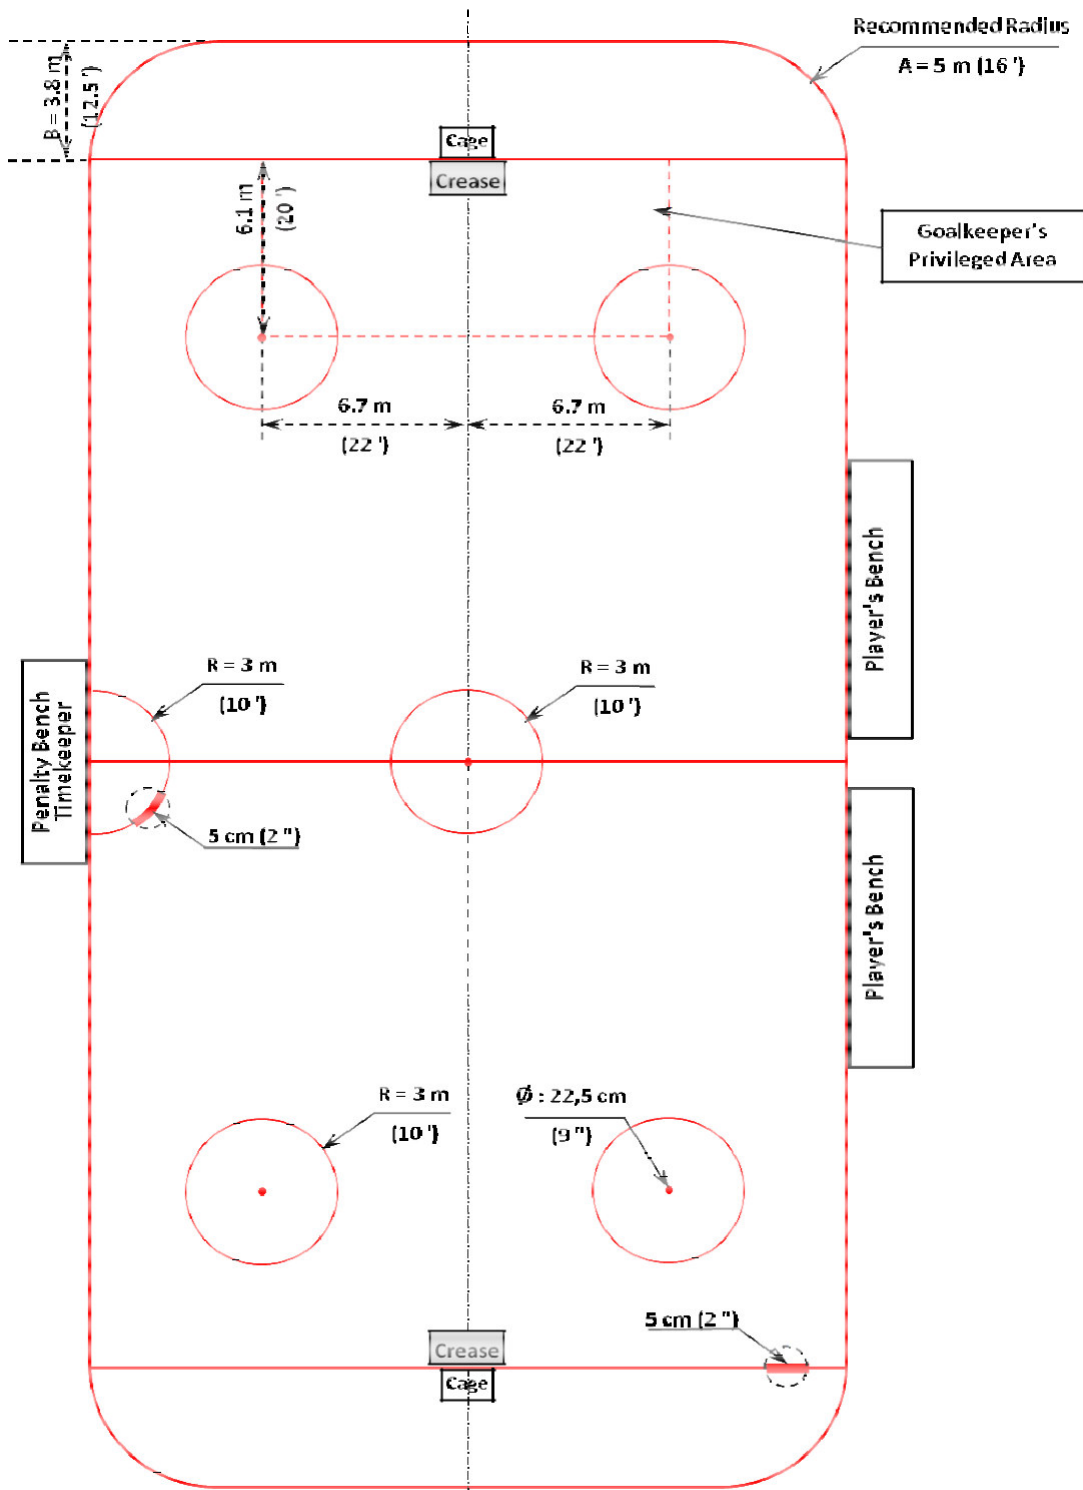 Recommended Radius
A = 5 m (16 ')
B = 3.8 m
(12.5 ')
Cage
Crease
6.1 m
(20 ')
Goalkeeper's
Privileged Area
6.7 m
(22 ')
6.7 m
(22 ')
Player's Bench
R = 3 m
(10 ')
R = 3 m
(10 ')
Penalty Bench
Timekeeper
5 cm (2 ")
Player's Bench
R = 3 m
(10 ')
Ø : 22,5 cm
(9 ")
5 cm (2 ")
Crease
Cage